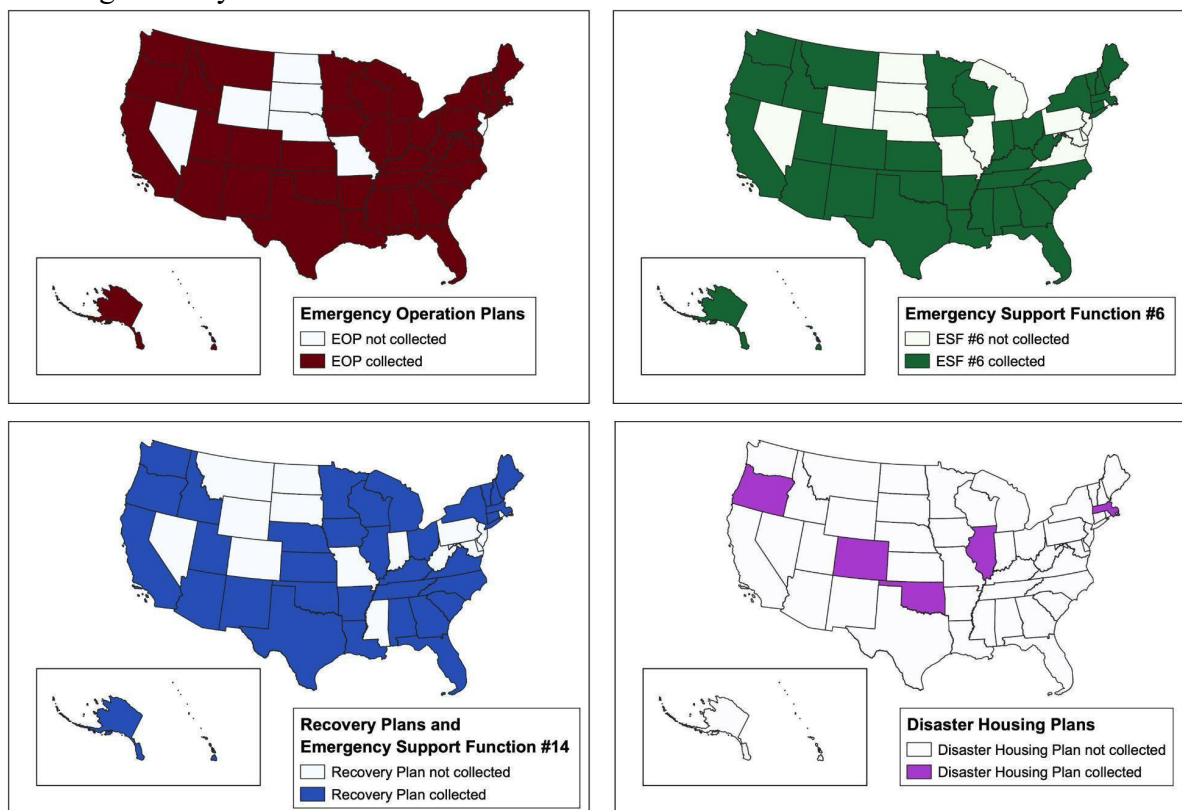 Emergency Operation Plans
EOP not collected
EOP collected
Emergency Support Function #6
ESF #6 not collected
ESF #6 collected
Recovery Plans and
Emergency Support Function #14
Recovery Plan not collected
Recovery Plan collected
Disaster Housing Plans
Disaster Housing Plan not collected
Disaster Housing Plan collected